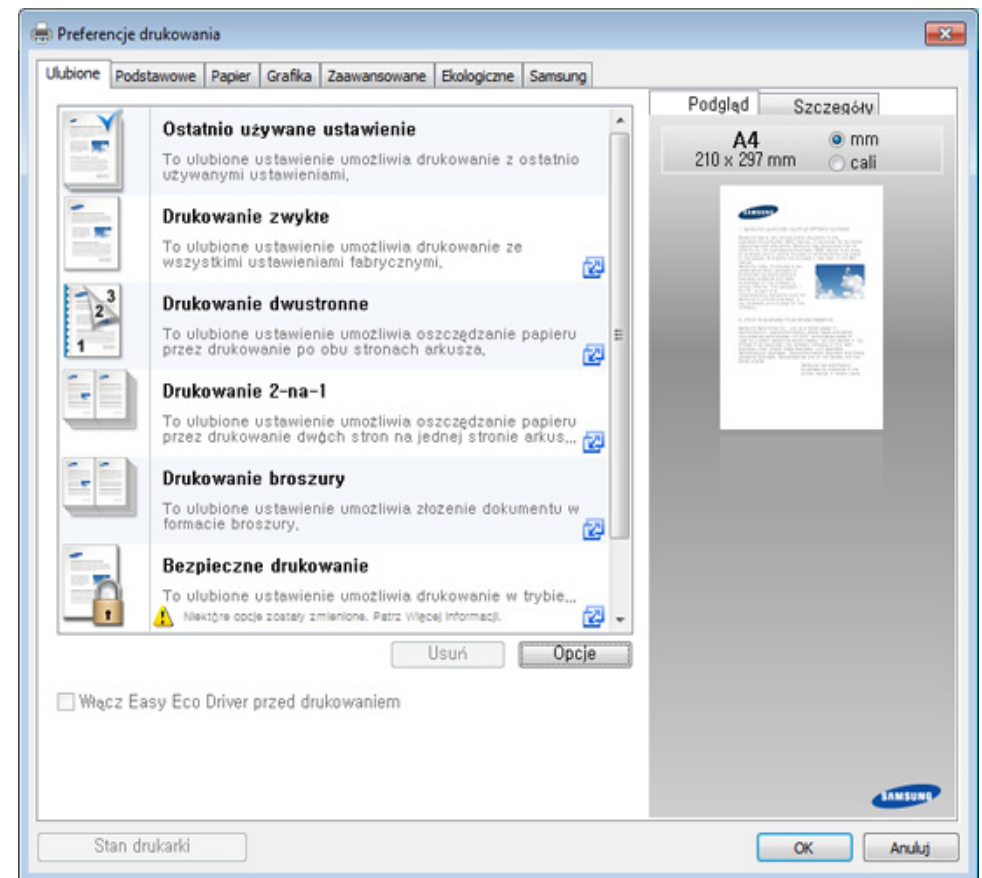 Preferencje drukowania
Ulubione Podstawowe Papier Grafika Zaawansowane Ekologiczne Samsung
Ostatnio używane ustawienie
To ulubione ustawienie umożliwia drukowanie z ostatnio
używanymi ustawieniami,
Drukowanie zwykłe
To ulubione ustawienie umożliwia drukowanie ze
wszystkimi ustawieniami fabrycznymi,
3
2
1
Drukowanie dwustronne
To ulubione ustawienie umożliwia oszczędzanie papieru
przez drukowanie po obu stronach arkusza,
Drukowanie 2-na-1
To ulubione ustawienie umożliwia oszczędzanie papieru
przez drukowanie dwóch stron na jednej stronie arkus,,,
Drukowanie broszury
To ulubione ustawienie umożliwia złożenie dokumentu w
formacie broszury,
Bezpieczne drukowanie
To ulubione ustawienie umożliwia drukowanie w trybie,,,
Niektóre opcje zostały zmienione. Patrz Więcej informacji.
Usuń Opcje
Włącz Easy Eco Driver przed drukowaniem
Podgląd Szczegóły
A4
210 x 297 mm
mm
cali
SAMSUNG
SAMSUNG
Stan drukarki
OK Anuluj